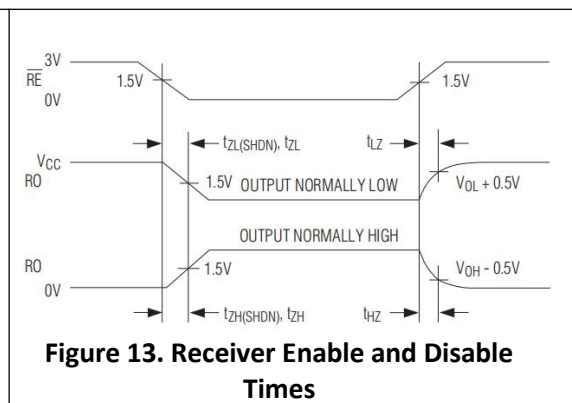 3V
R̅E̅
1.5V
1.5V
0V
tZL(SHDN), tZL
tLZ
VCC
RO
1.5V OUTPUT NORMALLY LOW
VOL + 0.5V
OUTPUT NORMALLY HIGH
RO
1.5V
VOH - 0.5V
0V
tZH(SHDN), tZH
tHZ
Figure 13. Receiver Enable and Disable
Times